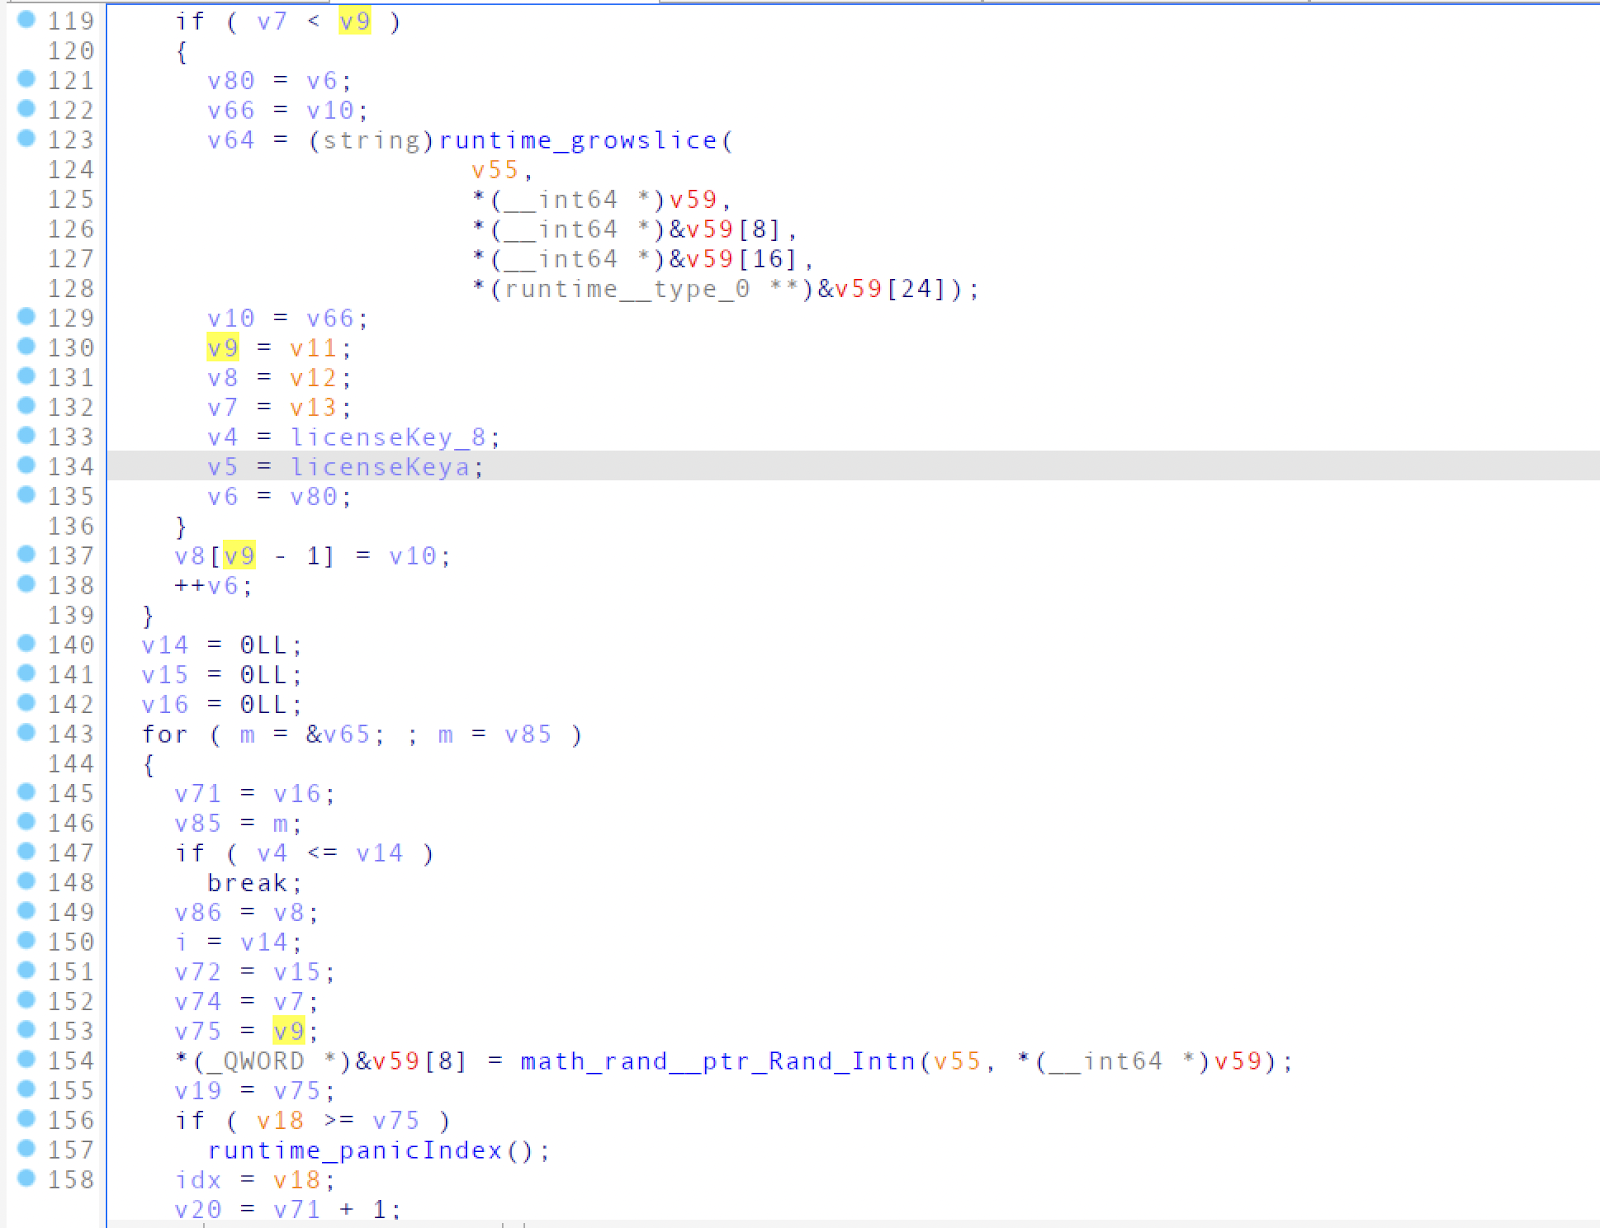 119 if ( v7 < v9 )
120 {
121 v80 = v6;
122 v66 = v10;
123 v64 = (string)runtime_growslice(
124 v55,
125 *(__int64 *)v59,
126 *(__int64 *)&v59[8],
127 *(__int64 *)&v59[16],
128 *(runtime__type_0 **)&v59[24]);
129 v10 = v66;
130 v9 = v11;
131 v8 = v12;
132 v7 = v13;
133 v4 = licenseKey_8;
134 v5 = licenseKeya;
135 v6 = v80;
136 }
137 v8[v9 - 1] = v10;
138 ++v6;
139 }
140 v14 = 0LL;
141 v15 = 0LL;
142 v16 = 0LL;
143 for ( m = &v65; ; m = v85 )
144 {
145 v71 = v16;
146 v85 = m;
147 if ( v4 <= v14 )
148 break;
149 v86 = v8;
150 i = v14;
151 v72 = v15;
152 v74 = v7;
153 v75 = v9;
154 *(_QWORD *)&v59[8] = math_rand__ptr_Rand_Intn(v55, *(__int64 *)v59);
155 v19 = v75;
156 if ( v18 >= v75 )
157 runtime_panicIndex();
158 idx = v18;
v20 = v71 + 1;